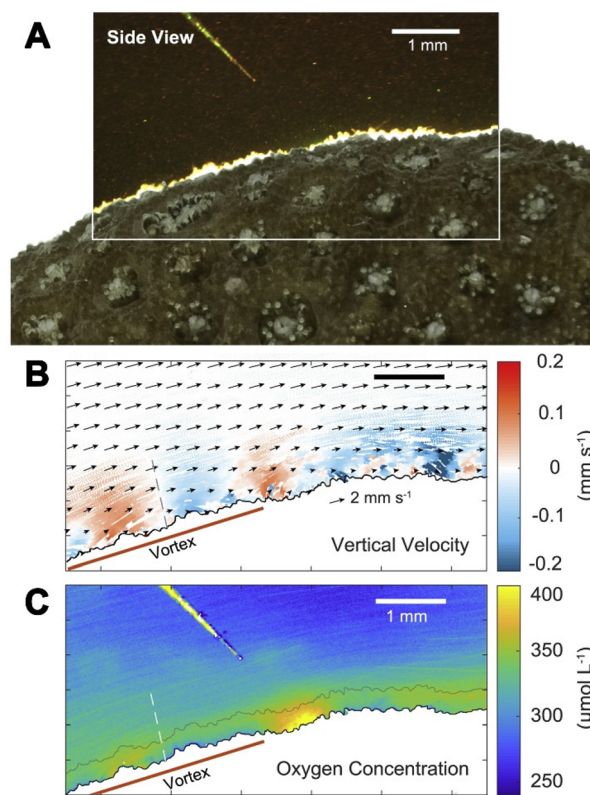 A
Side View
1 mm
B
0.2
0.1
0
-0.1
-0.2
(mm s⁻¹)
2 mm s⁻¹
Vortex
Vertical Velocity
C
1 mm
400
350
300
250
(µmol L⁻¹)
Vortex
Oxygen Concentration